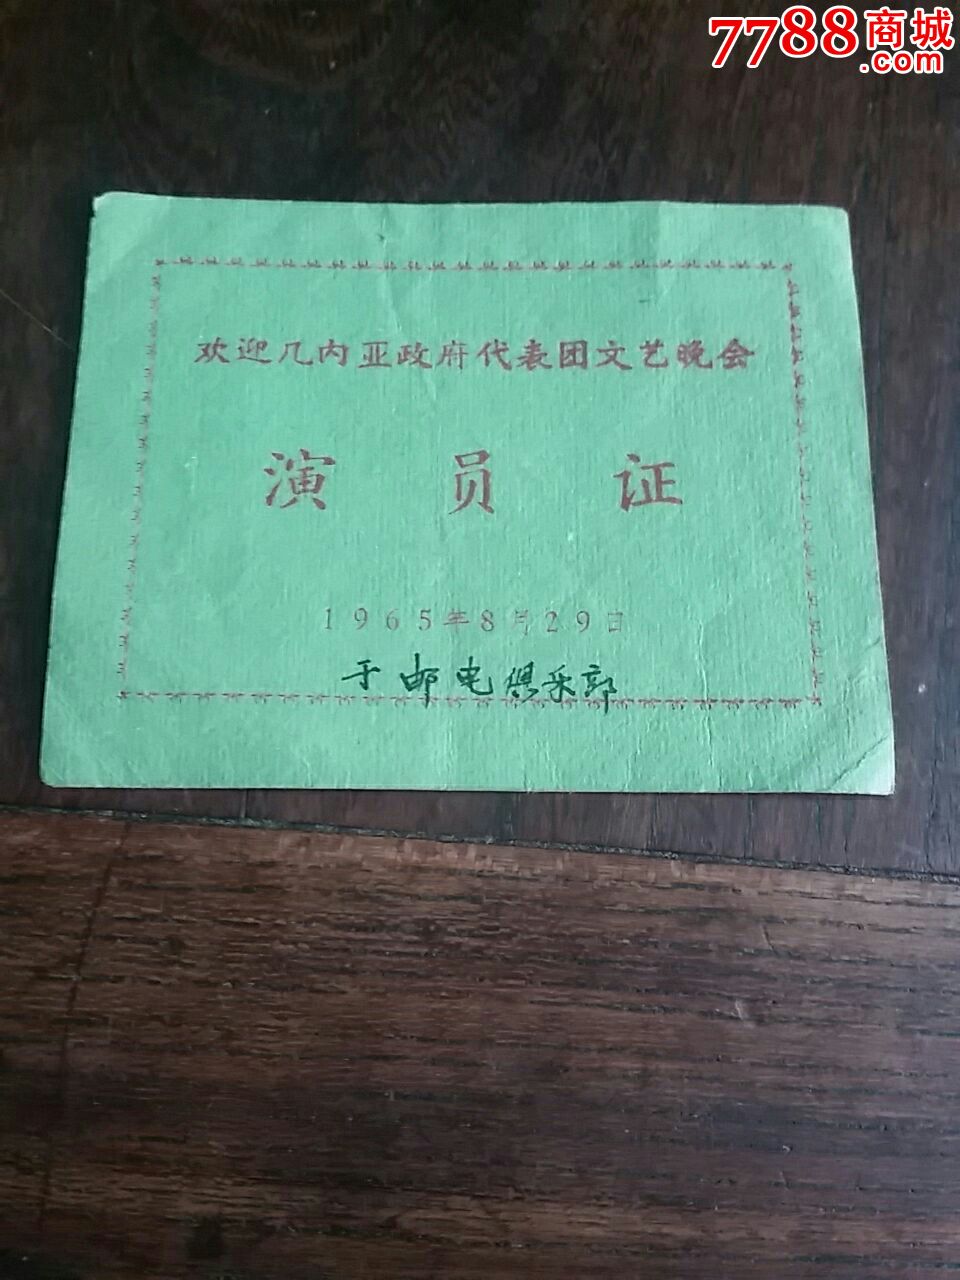 7788商城
.com
欢迎几内亚政府代表团文艺晚会
演员证
1965年8月29日
于邮电俱乐部